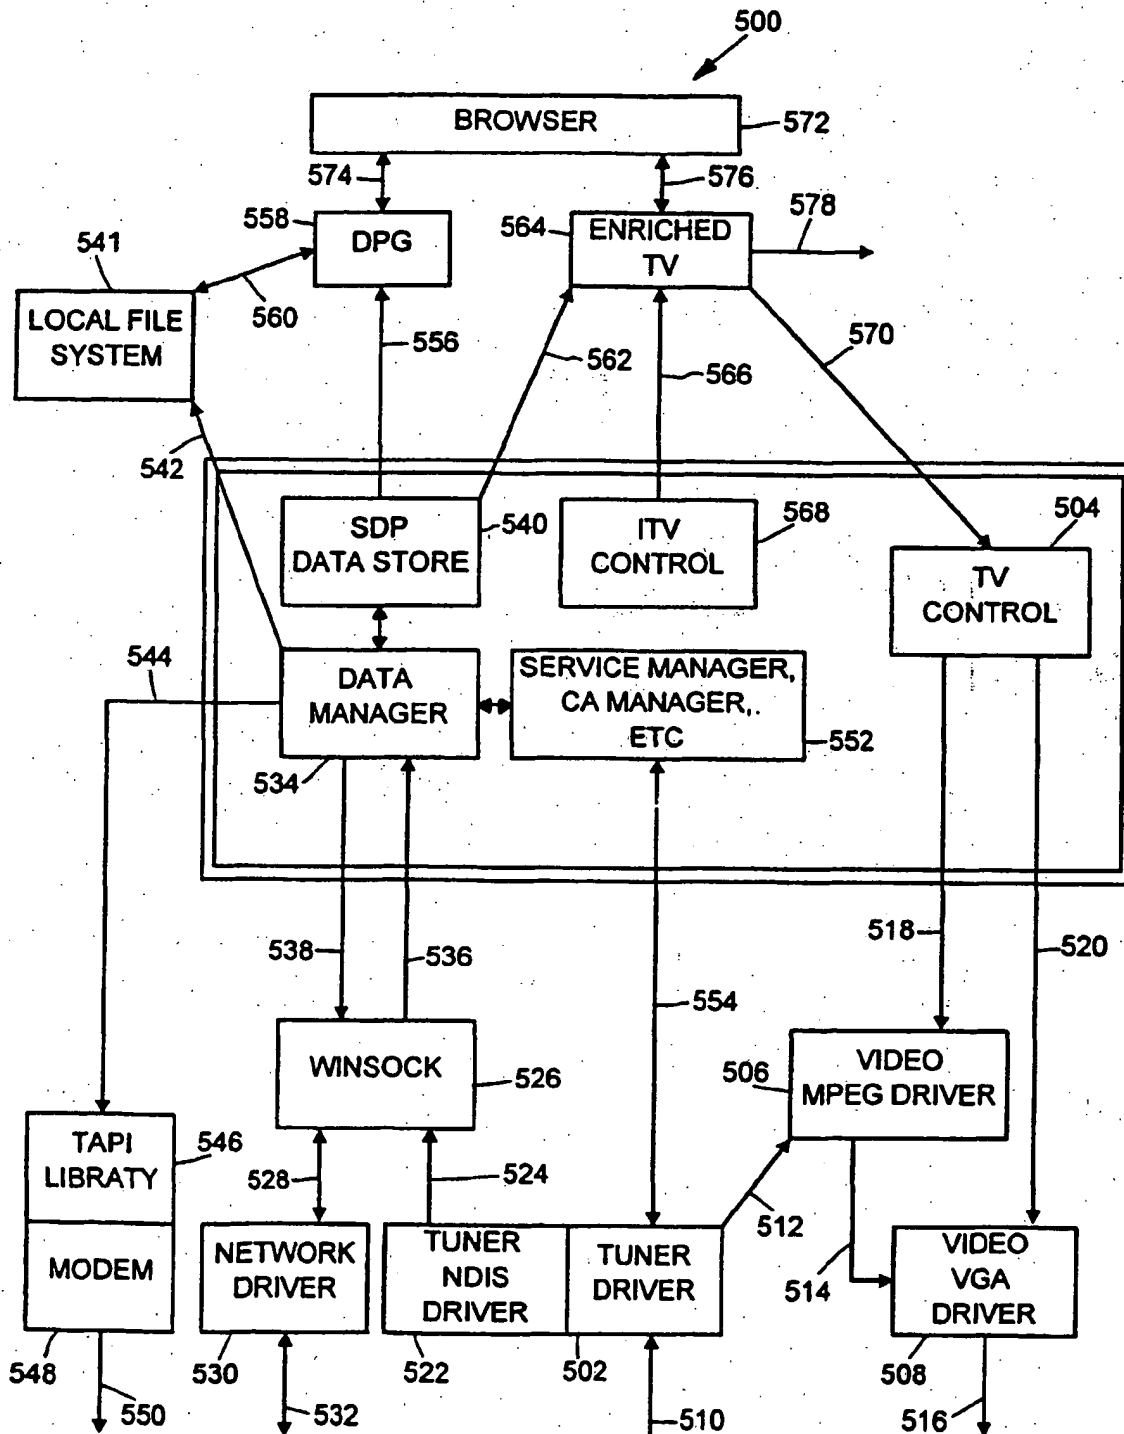 500
BROWSER
572
574
576
558
DPG
564
ENRICHED
TV
578
541
LOCAL FILE
SYSTEM
560
556
562
566
570
542
SDP
DATA STORE
540
ITV
CONTROL
568
504
TV
CONTROL
544
DATA
MANAGER
534
SERVICE MANAGER,
CA MANAGER,.
ETC
552
538
536
554
518
520
WINSOCK
526
506
VIDEO
MPEG DRIVER
TAPI
LIBRATY
546
528
524
512
514
MODEM
548
550
NETWORK
DRIVER
530
532
TUNER
NDIS
DRIVER
522
TUNER
DRIVER
502
510
VIDEO
VGA
DRIVER
508
516